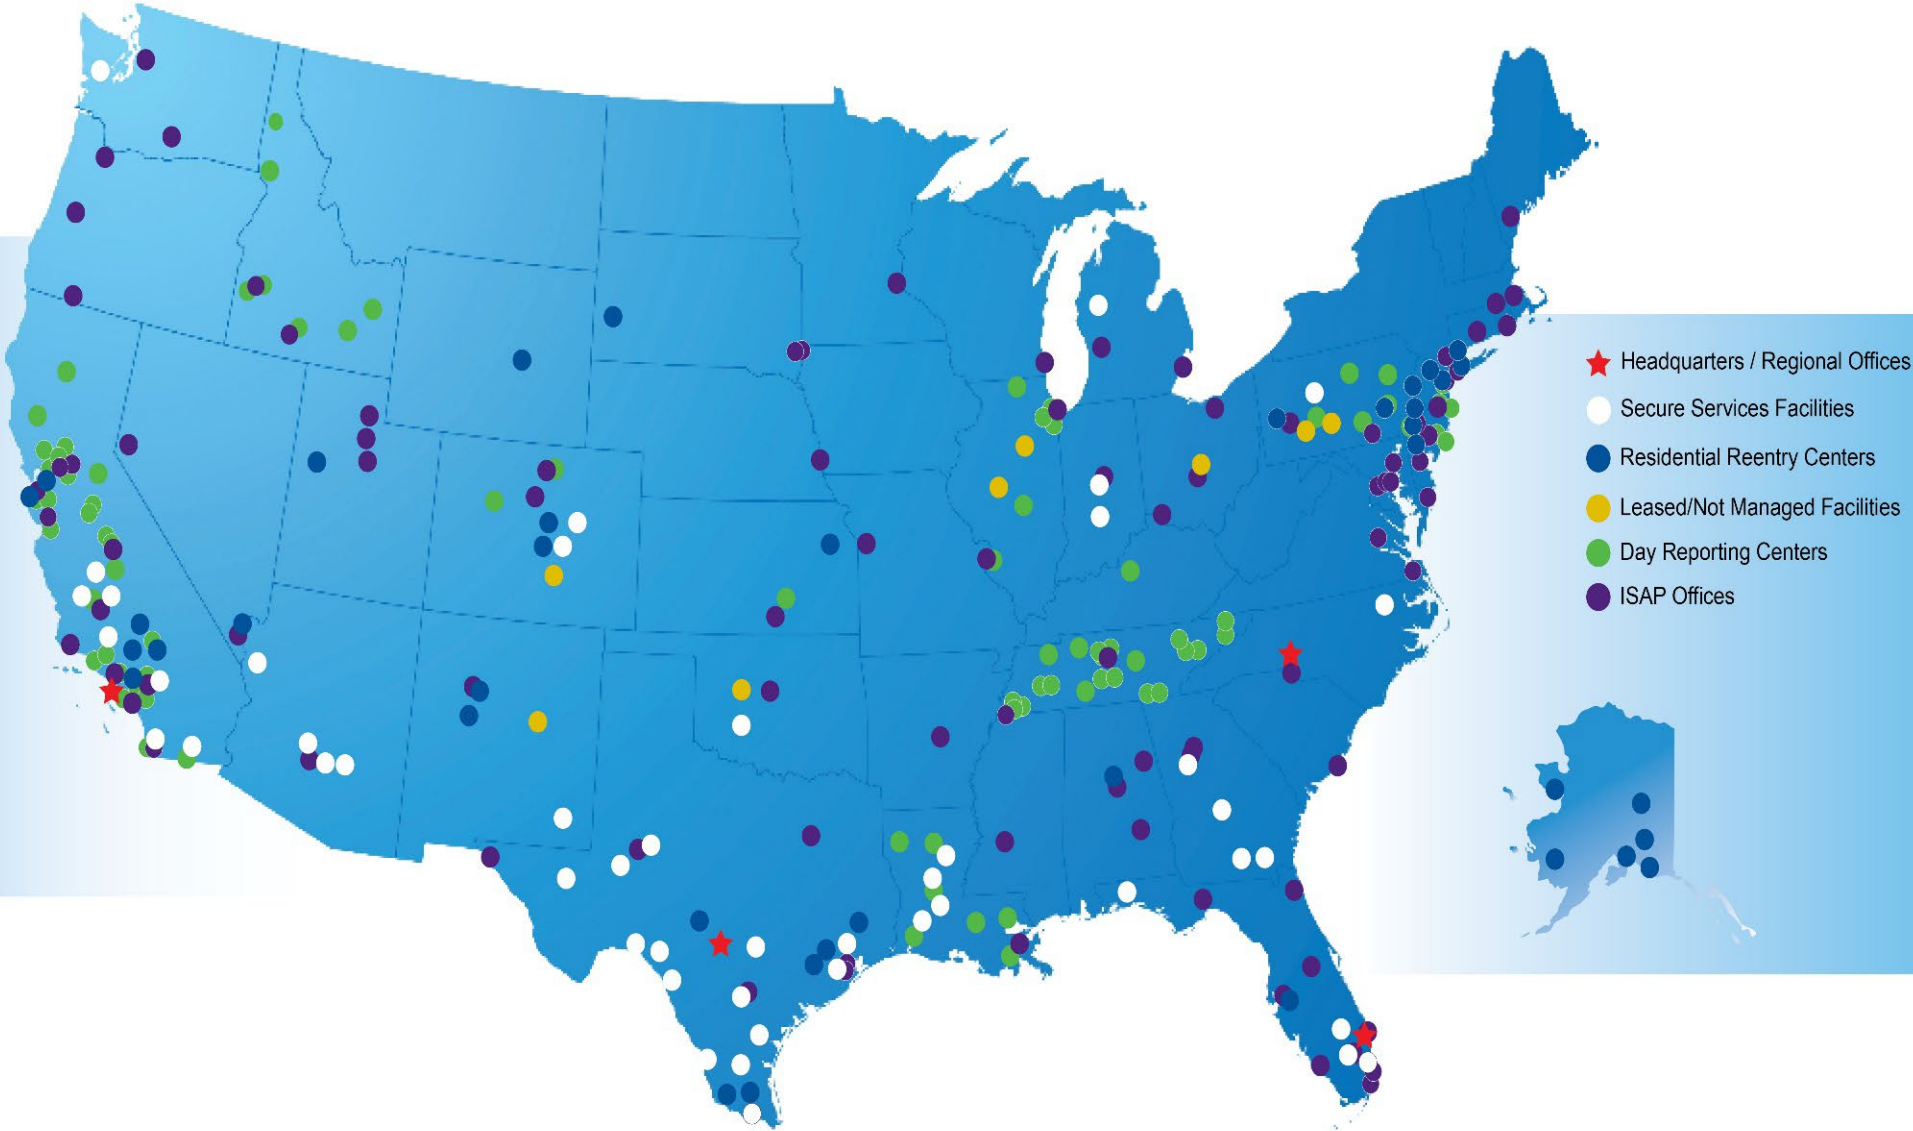 Headquarters / Regional Offices
Secure Services Facilities
Residential Reentry Centers
Leased/Not Managed Facilities
Day Reporting Centers
ISAP Offices